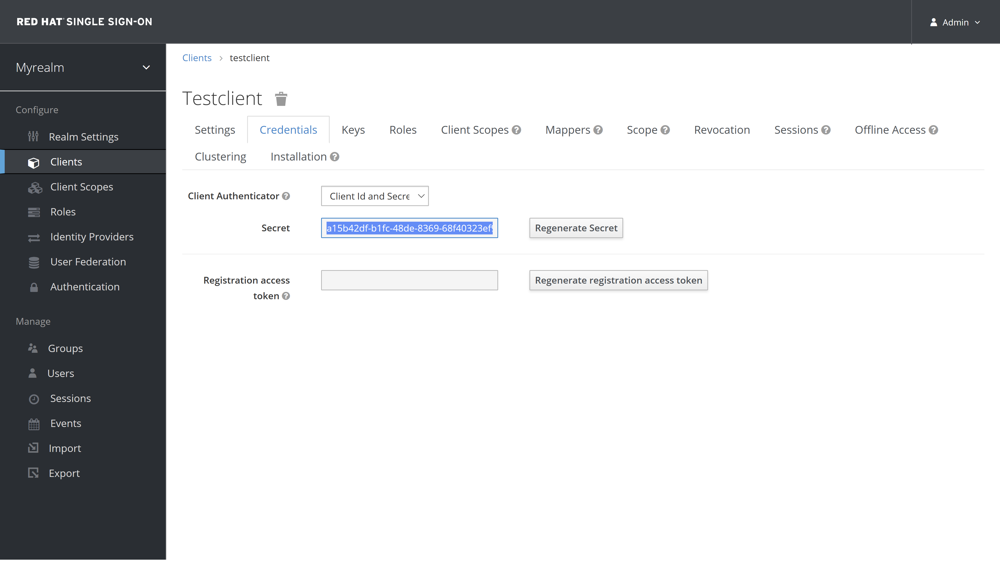 RED HAT® SINGLE SIGN-ON
Admin
Myrealm
Configure
Realm Settings
Clients
Client Scopes
Roles
Identity Providers
User Federation
Authentication
Manage
Groups
Users
Sessions
Events
Import
Export
Clients > testclient
Testclient
Settings Credentials Keys Roles Client Scopes ? Mappers ? Scope ? Revocation Sessions ? Offline Access ?
Clustering Installation ?
Client Authenticator ? Client Id and Secre
Secret a15b42df-b1fc-48de-8369-68f40323ef9 Regenerate Secret
Registration access Regenerate registration access token
token ?